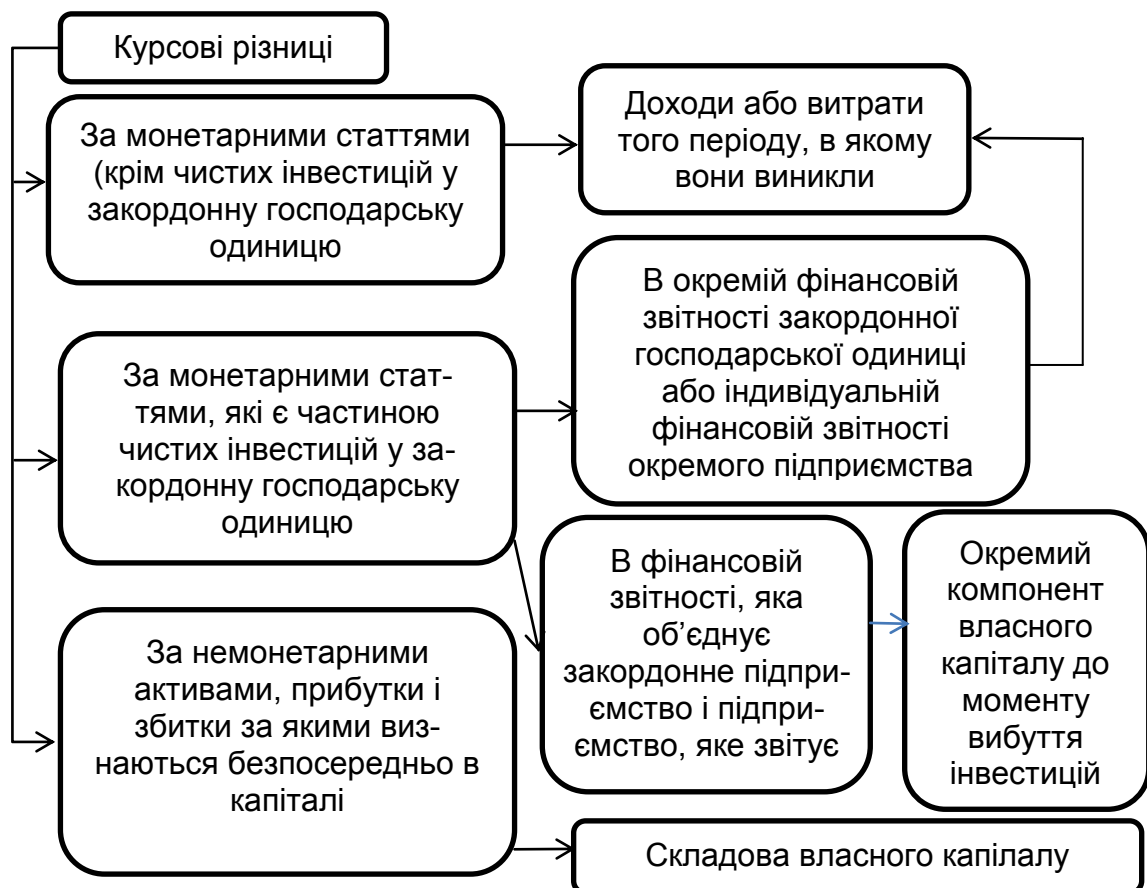 Курсові різниці
За монетарними статтями
(крім чистих інвестицій у
закордонну господарську
одиницю
Доходи або витрати
того періоду, в якому
вони виникли
За монетарними стат-
тями, які є частиною
чистих інвестицій у за-
кордонну господарську
одиницю
В окремій фінансовій
звітності закордонної
господарської одиниці
або індивідуальній
фінансовій звітності
окремого підприємства
В фінансовій
звітності, яка
об’єднує
закордонне підпри-
ємство і підпри-
ємство, яке звітує
Окремий
компонент
власного
капіталу до
моменту
вибуття
інвестицій
За немонетарними
активами, прибутки і
збитки за якими виз-
наються безпосередньо в
капіталі
Складова власного капілалу